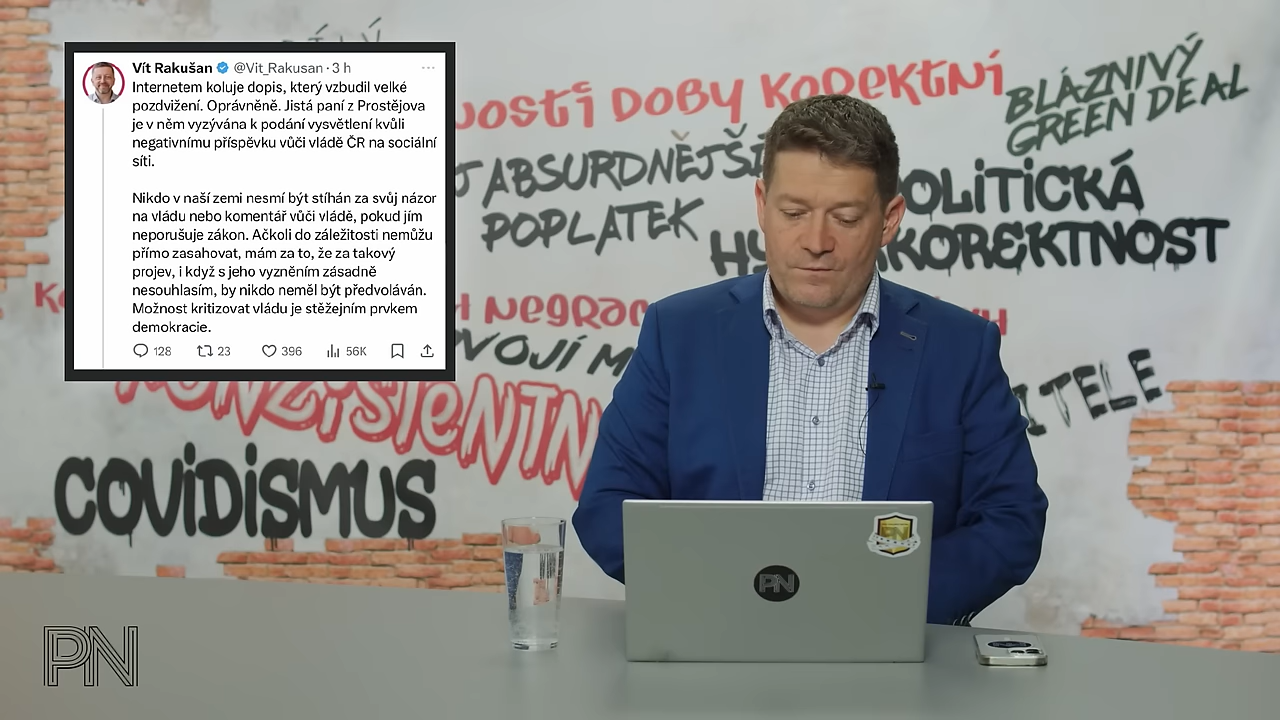 Vít Rakušan @Vit_Rakusan · 3 h
Internetem koluje dopis, který vzbudil velké
pozdvižení. Oprávněně. Jistá paní z Prostějova
je v něm vyzývána k podání vysvětlení kvůli
negativnímu příspěvku vůči vládě ČR na sociální
síti.
Nikdo v naší zemi nesmí být stíhán za svůj názor
na vládu nebo komentář vůči vládě, pokud jím
neporušuje zákon. Ačkoli do záležitosti nemůžu
přímo zasahovat, mám za to, že za takový
projev, i když s jeho vyzněním zásadně
nesouhlasím, by nikdo neměl být předvoláván.
Možnost kritizovat vládu je stěžejním prvkem
demokracie.
128 23 396 56K
DOBY KOREKTNÍ
BLÁZNIVÝ
GREEN DEAL
ABSURDNĚJŠÍ
POPLATEK
COVIDISMUS
PN
PN